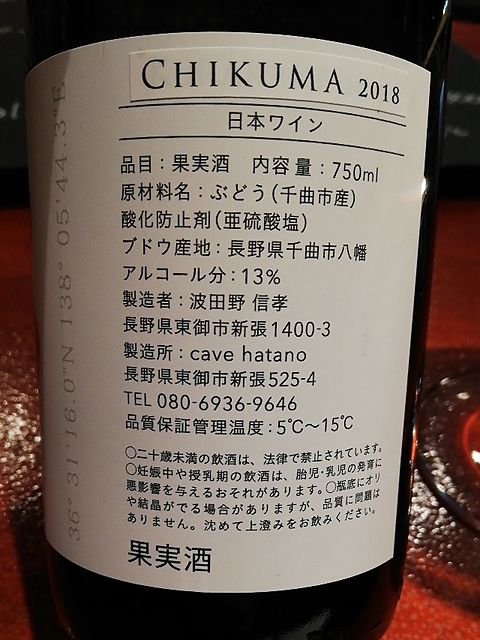 CHIKUMA 2018
日本ワイン
品目：果実酒　内容量：750ml
原材料名：ぶどう（千曲市産）
酸化防止剤（亜硫酸塩）
ブドウ産地：長野県千曲市八幡
アルコール分：13%
製造者：波田野 信孝
長野県東御市新張1400-3
製造所：cave hatano
長野県東御市新張525-4
TEL 080-6936-9646
品質保証管理温度：5℃〜15℃
○二十歳未満の飲酒は、法律で禁止されています。
○妊娠中や授乳期の飲酒は、胎児・乳児の発育に
悪影響を与えるおそれがあります。○瓶底にオリ
や結晶がでる場合がありますが、品質に問題は
ありません。沈めて上澄みをお飲みください。
果実酒
36° 31'16.0"N 138° 05'44.3"E